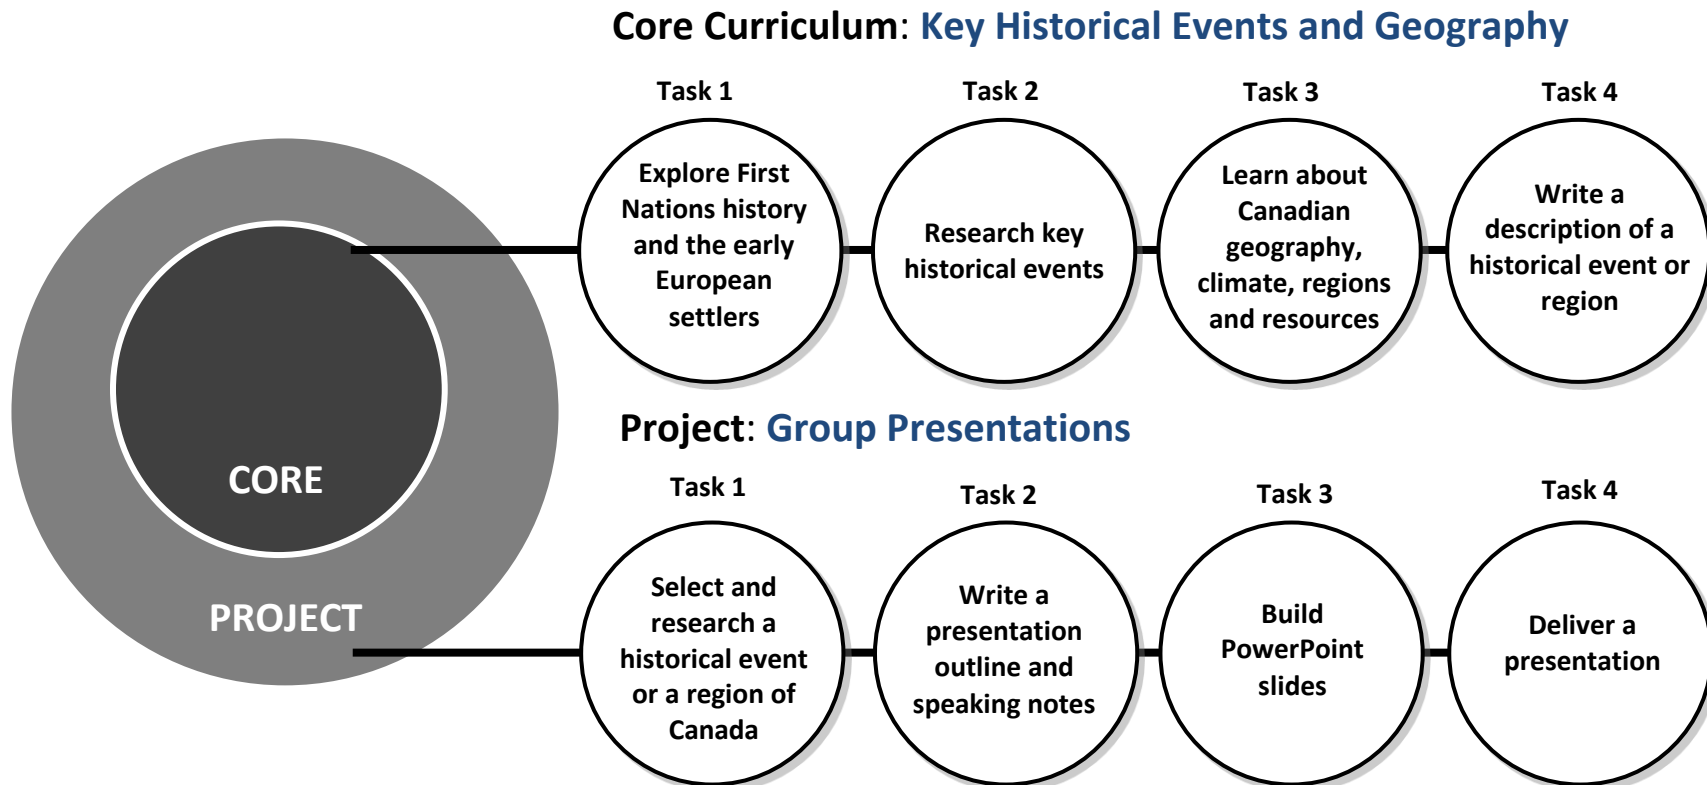 Core Curriculum: Key Historical Events and Geography
Task 1
Task 2
Task 3
Task 4
Explore First
Nations history
and the early
European
settlers
Research key
historical events
Learn about
Canadian
geography,
climate, regions
and resources
Write a
description of a
historical event or
region
CORE
PROJECT
Project: Group Presentations
Task 1
Task 2
Task 3
Task 4
Select and
research a
historical event
or a region of
Canada
Write a
presentation
outline and
speaking notes
Build
PowerPoint
slides
Deliver a
presentation